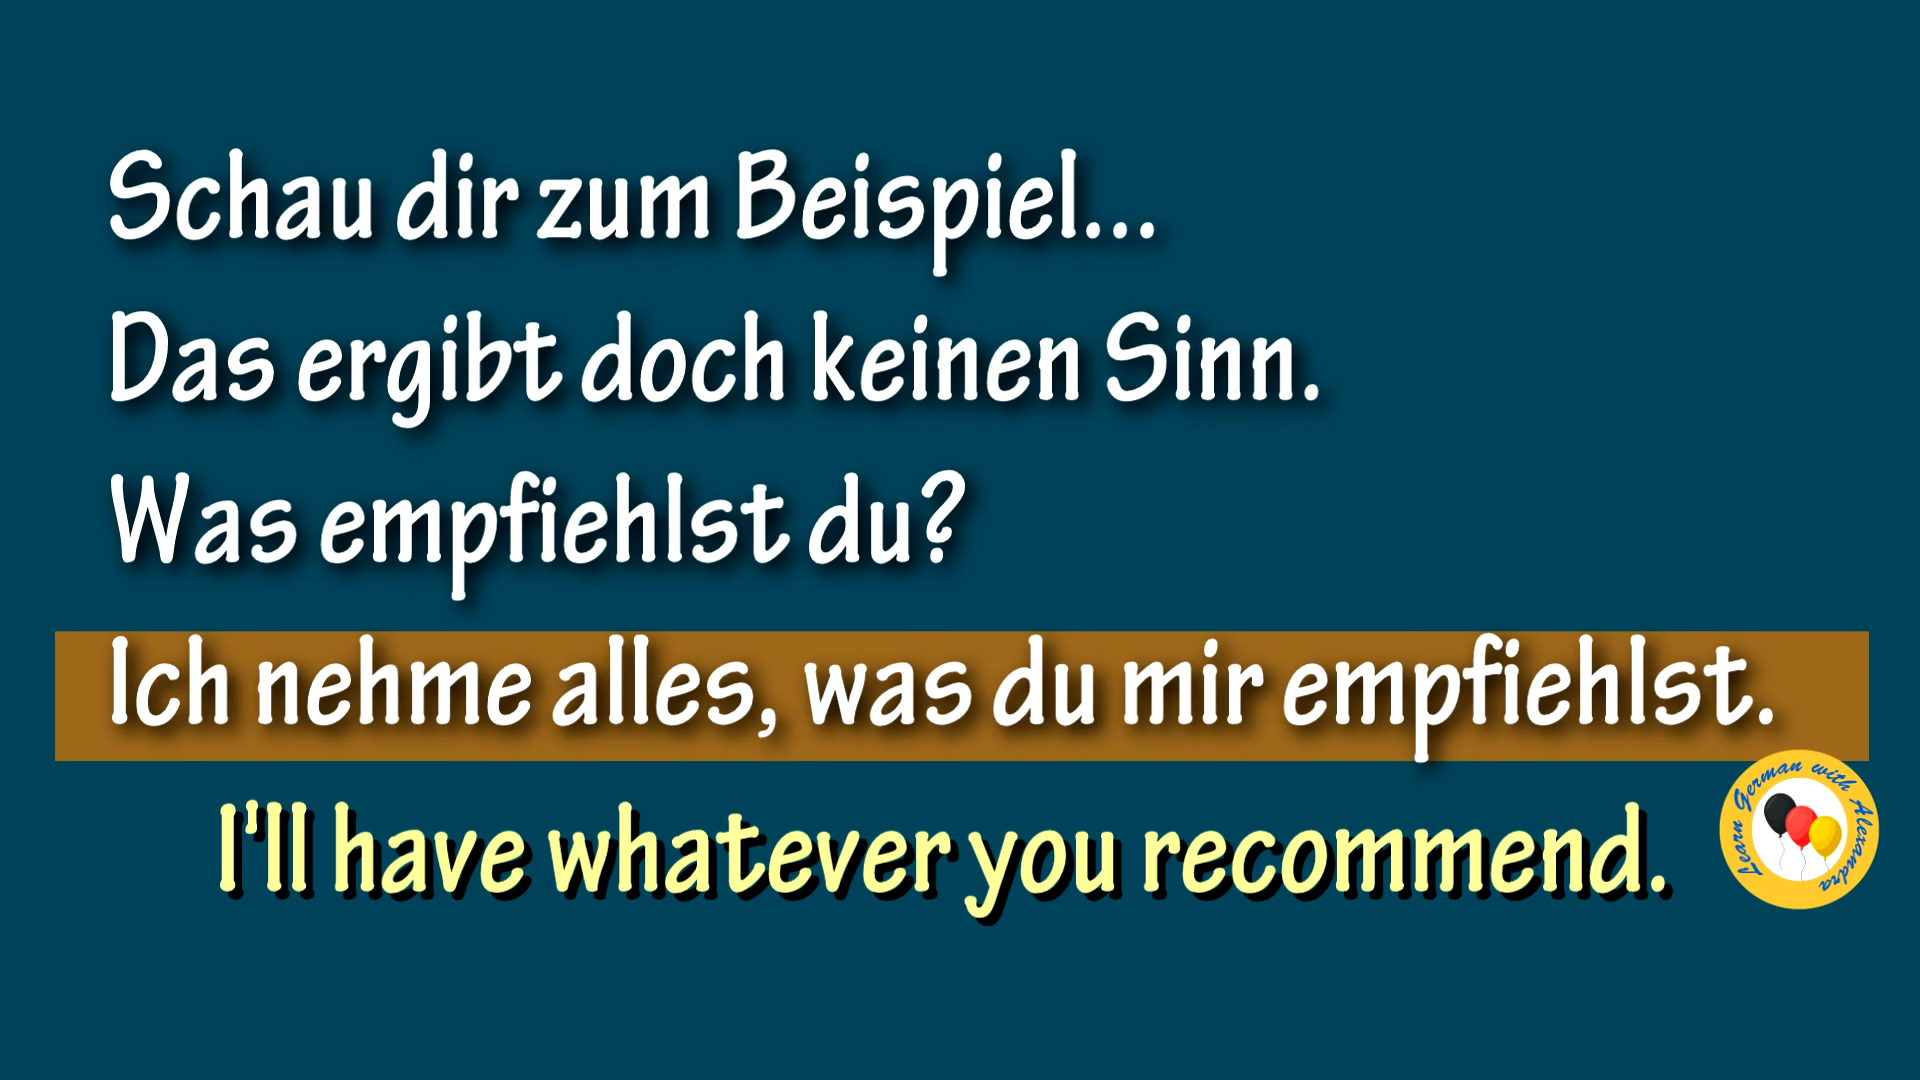 Schau dir zum Beispiel...
Das ergibt doch keinen Sinn.
Was empfiehlst du?
Ich nehme alles, was du mir empfiehlst.
I'll have whatever you recommend.
Learn German with Alexandra